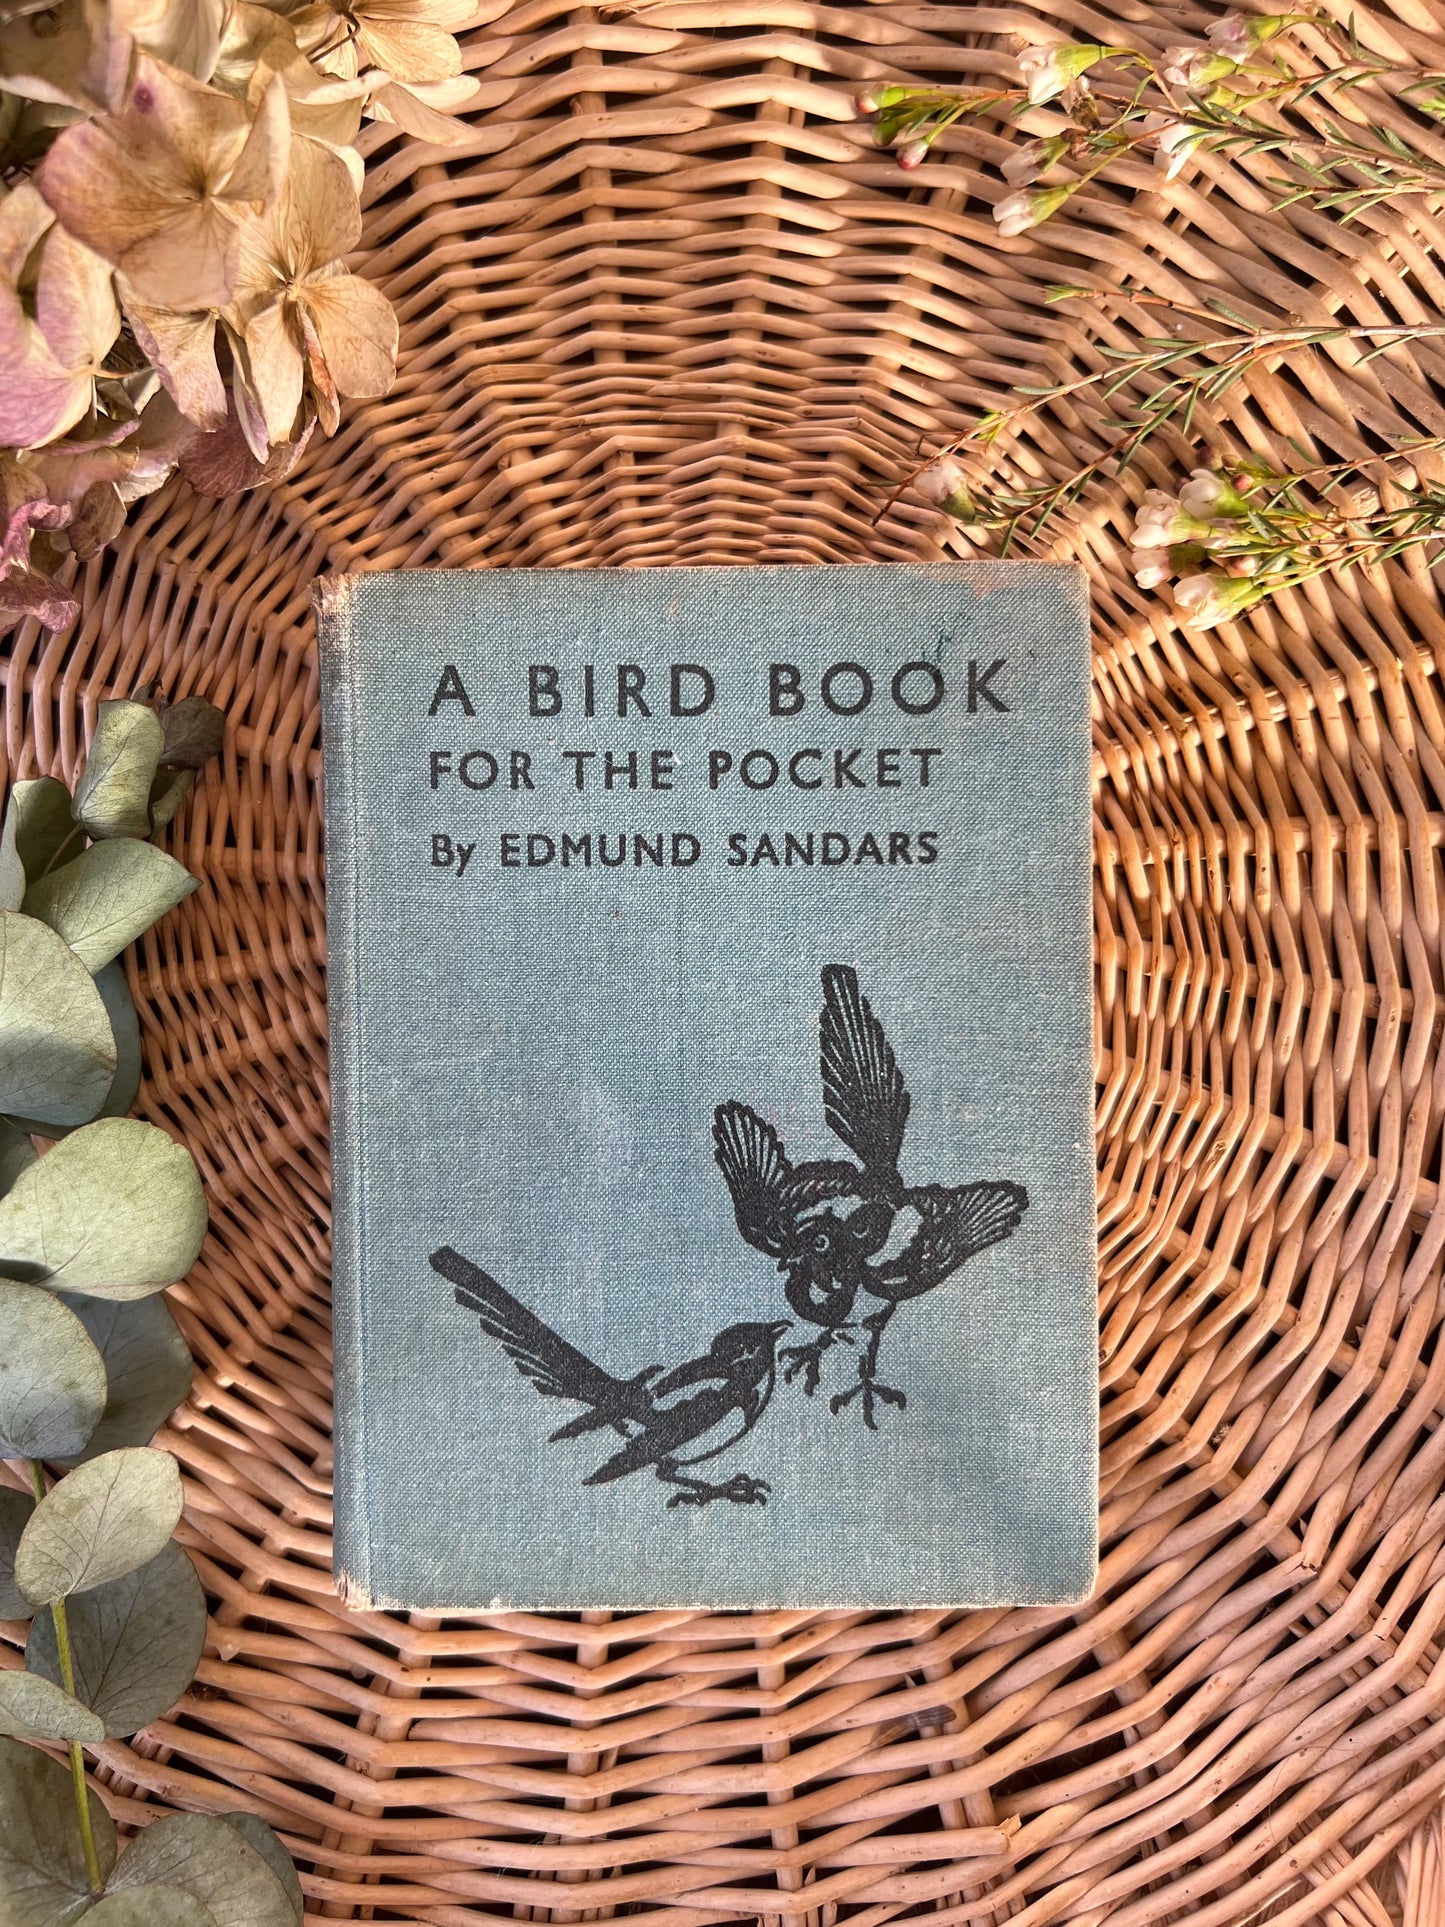 A BIRD BOOK
FOR THE POCKET
By EDMUND SANDARS